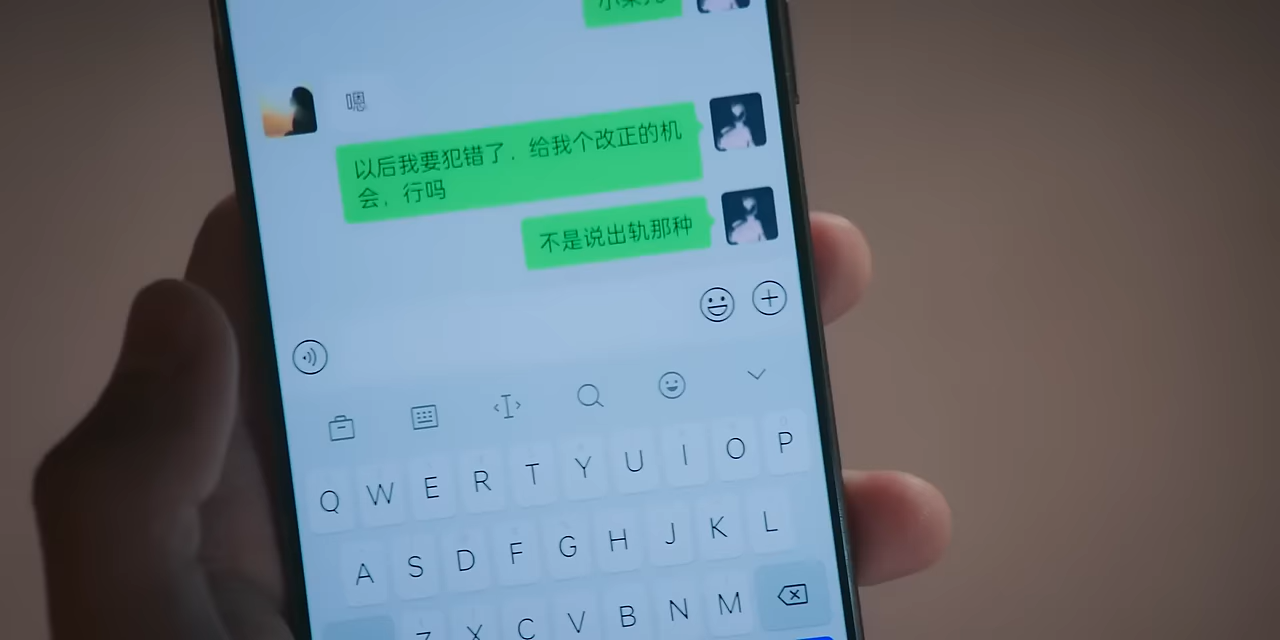 嗯
以后我要犯错了，给我个改正的机
会，行吗
不是说出轨那种
Q W E R T Y U I O P
A S D F G H J K L
Z X C V B N M